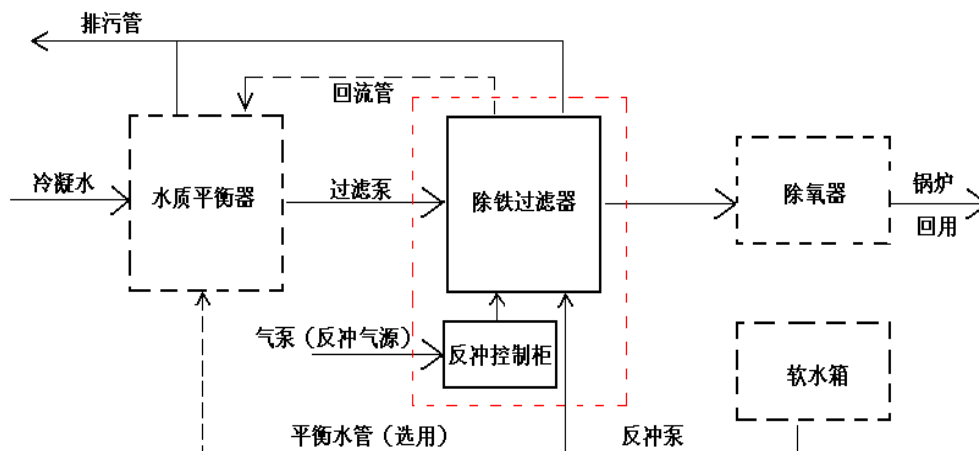 排污管
回流管
冷凝水
水质平衡器
过滤泵
除铁过滤器
除氧器
锅炉
回用
气泵（反冲气源）
反冲控制柜
软水箱
平衡水管（选用）
反冲泵